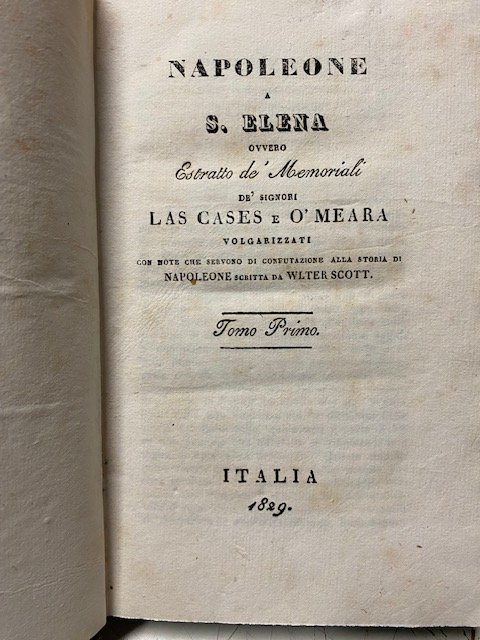 NAPOLEONE
A
S. ELENA
OVVERO
Estratto de' Memoriali
DE' SIGNORI
LAS CASES E O'MEARA
VOLGARIZZATI
CON NOTE CHE SERVONO DI CONFUTAZIONE ALLA STORIA DI
NAPOLEONE SCRITTA DA WLTER SCOTT.
Tomo Primo.
ITALIA
1829.